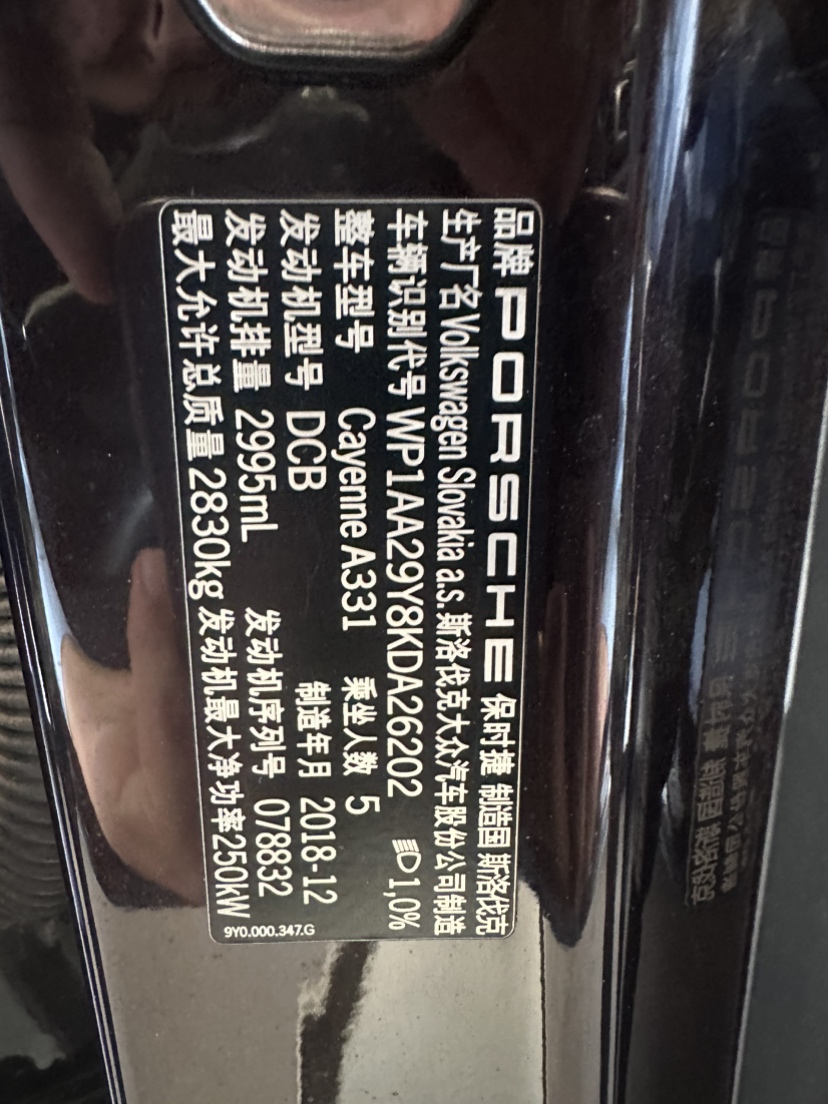 品牌 PORSCHE 保时捷 制造国 斯洛伐克
生产厂名 Volkswagen Slovakia a.s. 斯洛伐克大众汽车股份公司制造
车辆识别代号 WP1AA29Y8KDA26202 1,0%
整车型号 Cayenne A331 乘坐人数 5
发动机型号 DCB 制造年月 2018-12
发动机排量 2995mL 发动机序列号 078832
最大允许总质量 2830kg 发动机最大净功率250kW
9Y0.000.347.G